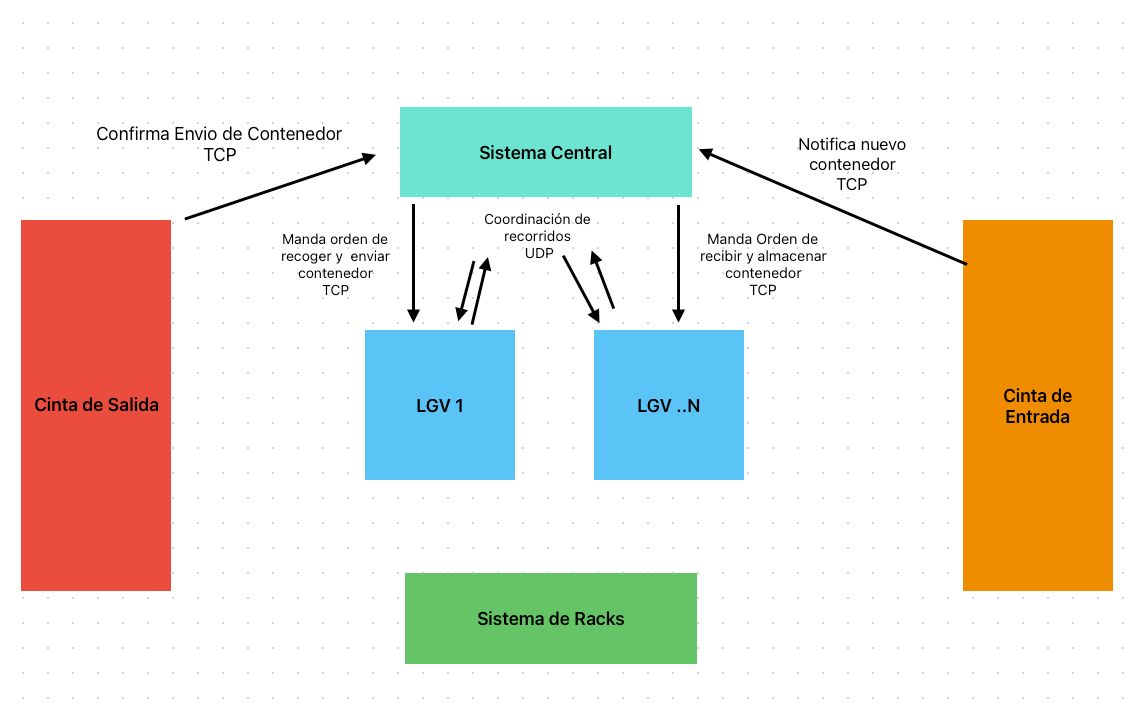 Confirma Envio de Contenedor
TCP
Sistema Central
Notifica nuevo
contenedor
TCP
Manda orden de
recoger y  enviar
contenedor
TCP
Coordinación de
recorridos
UDP
Manda Orden de
recibir y almacenar
contenedor
TCP
Cinta de Salida
LGV 1
LGV ..N
Cinta de
Entrada
Sistema de Racks